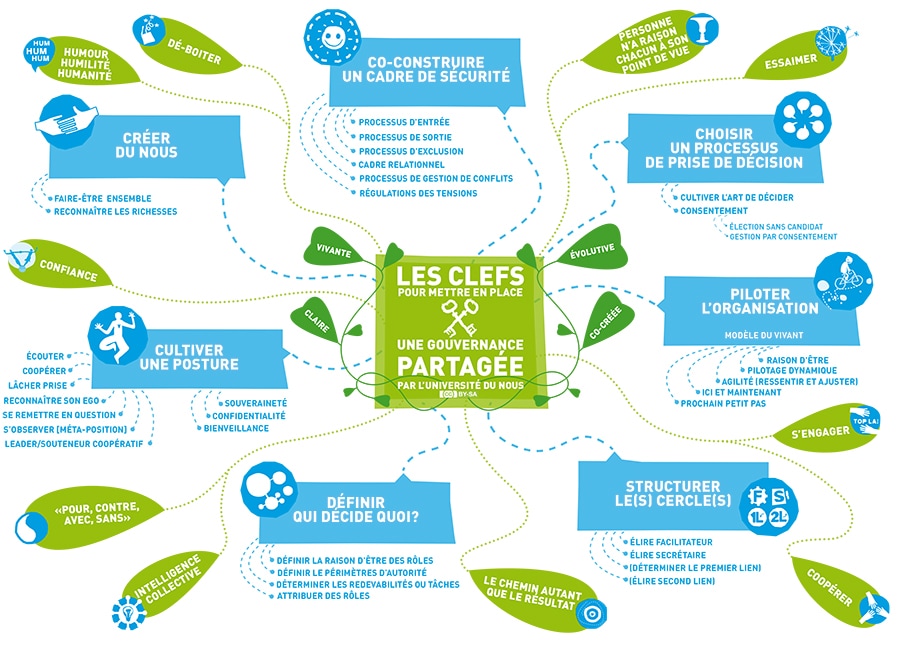 HUM
HUM
HUM
HUMOUR
HUMILITÉ
HUMANITÉ
DÉ-BOITER
CO-CONSTRUIRE
UN CADRE DE SÉCURITÉ
PROCESSUS D'ENTRÉE
PROCESSUS DE SORTIE
PROCESSUS D'EXCLUSION
CADRE RELATIONNEL
PROCESSUS DE GESTION DE CONFLITS
RÉGULATIONS DES TENSIONS
PERSONNE
N'A RAISON
CHACUN À SON
POINT DE VUE
ESSAIMER
CRÉER
DU NOUS
FAIRE-ÊTRE ENSEMBLE
RECONNAÎTRE LES RICHESSES
CHOISIR
UN PROCESSUS
DE PRISE DE DÉCISION
CULTIVER L'ART DE DÉCIDER
CONSENTEMENT
ÉLECTION SANS CANDIDAT
GESTION PAR CONSENTEMENT
CONFIANCE
VIVANTE
ÉVOLUTIVE
CLAIRE
CO-CRÉÉE
LES CLEFS
POUR METTRE EN PLACE
UNE GOUVERNANCE
PARTAGÉE
PAR L'UNIVERSITÉ DU NOUS
(CC) BY-SA
PILOTER
L'ORGANISATION
MODÈLE DU VIVANT
RAISON D'ÊTRE
PILOTAGE DYNAMIQUE
AGILITÉ (RESSENTIR ET AJUSTER)
ICI ET MAINTENANT
PROCHAIN PETIT PAS
CULTIVER
UNE POSTURE
ÉCOUTER
COOPÉRER
LÂCHER PRISE
RECONNAÎTRE SON EGO
SE REMETTRE EN QUESTION
S'OBSERVER (MÉTA-POSITION)
LEADER/SOUTENEUR COOPÉRATIF
SOUVERAINETÉ
CONFIDENTIALITÉ
BIENVEILLANCE
S'ENGAGER
TOP LA!
«POUR, CONTRE,
AVEC, SANS»
DÉFINIR
QUI DÉCIDE QUOI?
DÉFINIR LA RAISON D'ÊTRE DES RÔLES
DÉFINIR LE PÉRIMÈTRES D'AUTORITÉ
DÉTERMINER LES REDEVABILITÉS OU TÂCHES
ATTRIBUER DES RÔLES
STRUCTURER
LE(S) CERCLE(S)
F S
1L 2L
ÉLIRE FACILITATEUR
ÉLIRE SECRÉTAIRE
(DÉTERMINER LE PREMIER LIEN)
(ÉLIRE SECOND LIEN)
INTELLIGENCE
COLLECTIVE
LE CHEMIN AUTANT
QUE LE RÉSULTAT
COOPÉRER